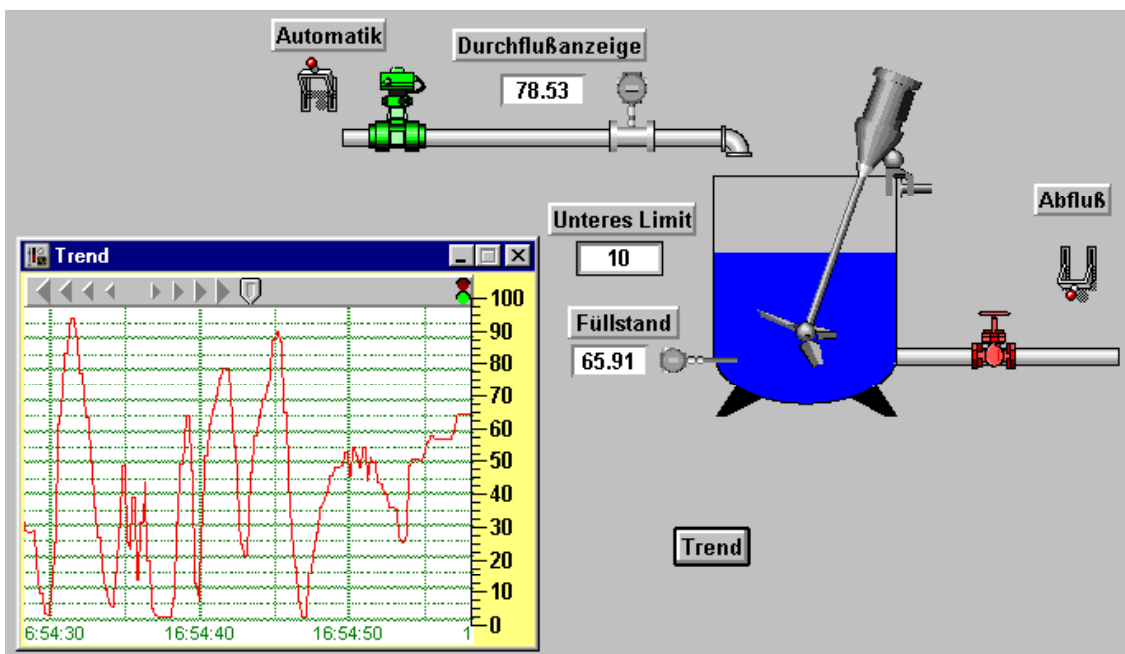 Automatik
Durchflußanzeige
78.53
Abfluß
Unteres Limit
10
Trend
100
90
80
70
60
50
40
30
20
10
0
6:54:30 16:54:40 16:54:50 1
Füllstand
65.91
Trend